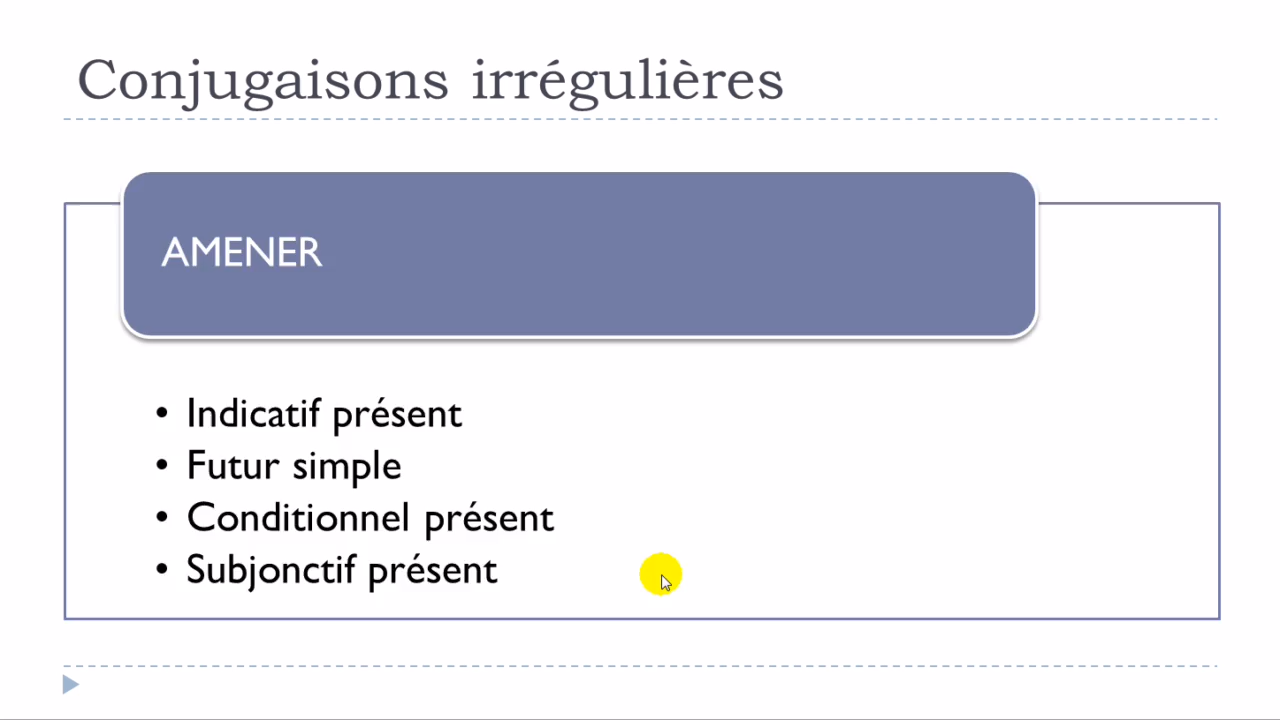 Conjugaisons irrégulières
AMENER
• Indicatif présent
• Futur simple
• Conditionnel présent
• Subjonctif présent